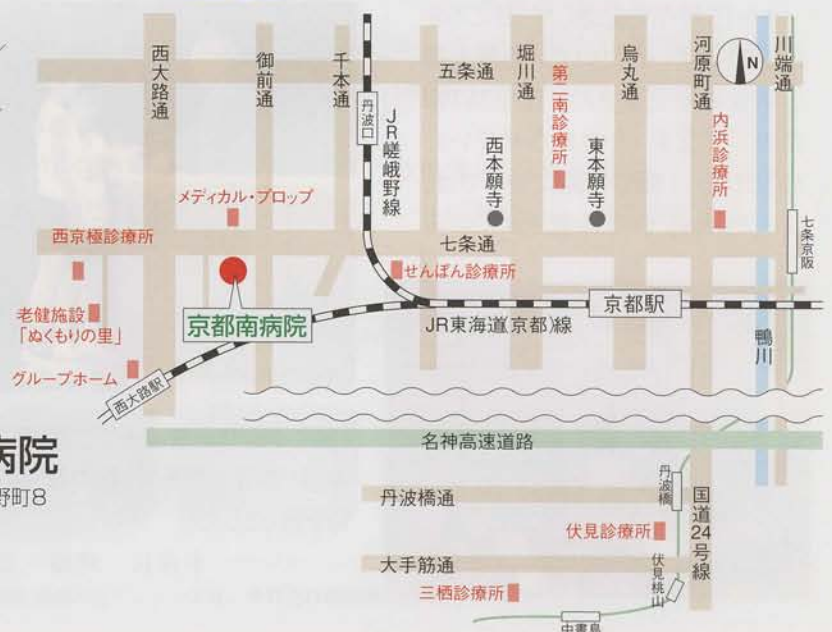 西大路通
御前通
千本通
五条通
堀川通
烏丸通
河原町通
川端通
N
丹波口
JR嵯峨野線
第二南診療所
内浜診療所
西本願寺
東本願寺
メディカル・プロップ
西京極診療所
七条通
七条京阪
せんぽん診療所
老健施設
「ぬくもりの里」
京都南病院
京都駅
JR東海道(京都)線
鴨川
グループホーム
西大路駅
病院
野町8
名神高速道路
丹波橋通
丹波橋
国道24号線
伏見診療所
大手筋通
伏見桃山
三栖診療所
中書島